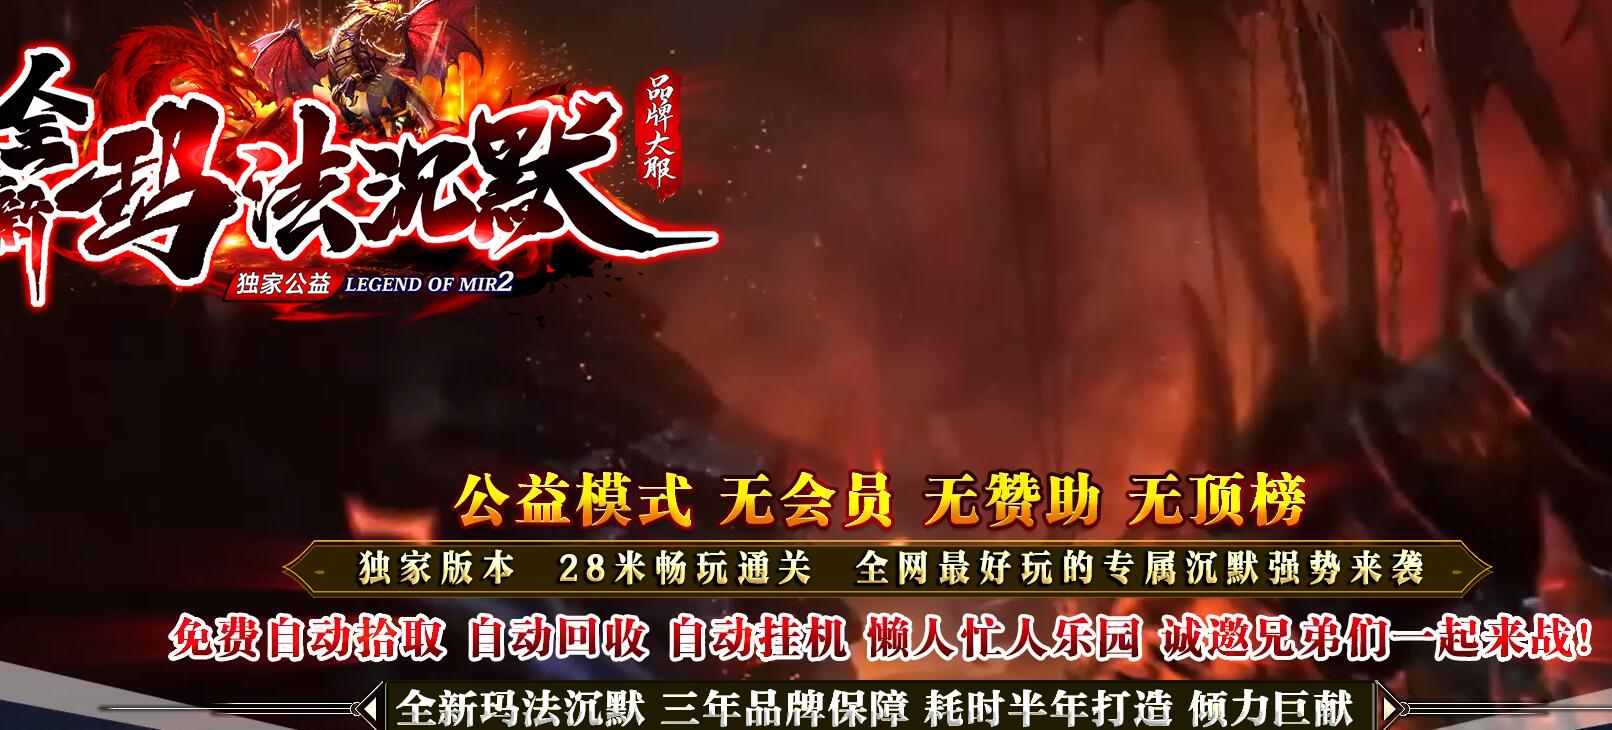 全新玛法沉默
品牌大服
独家公益 LEGEND OF MIR2
公益模式 无会员 无赞助 无顶榜
独家版本 28米畅玩通关 全网最好玩的专属沉默强势来袭
免费自动拾取 自动回收 自动挂机 懒人忙人乐园 诚邀兄弟们一起来战!
全新玛法沉默 三年品牌保障 耗时半年打造 倾力巨献